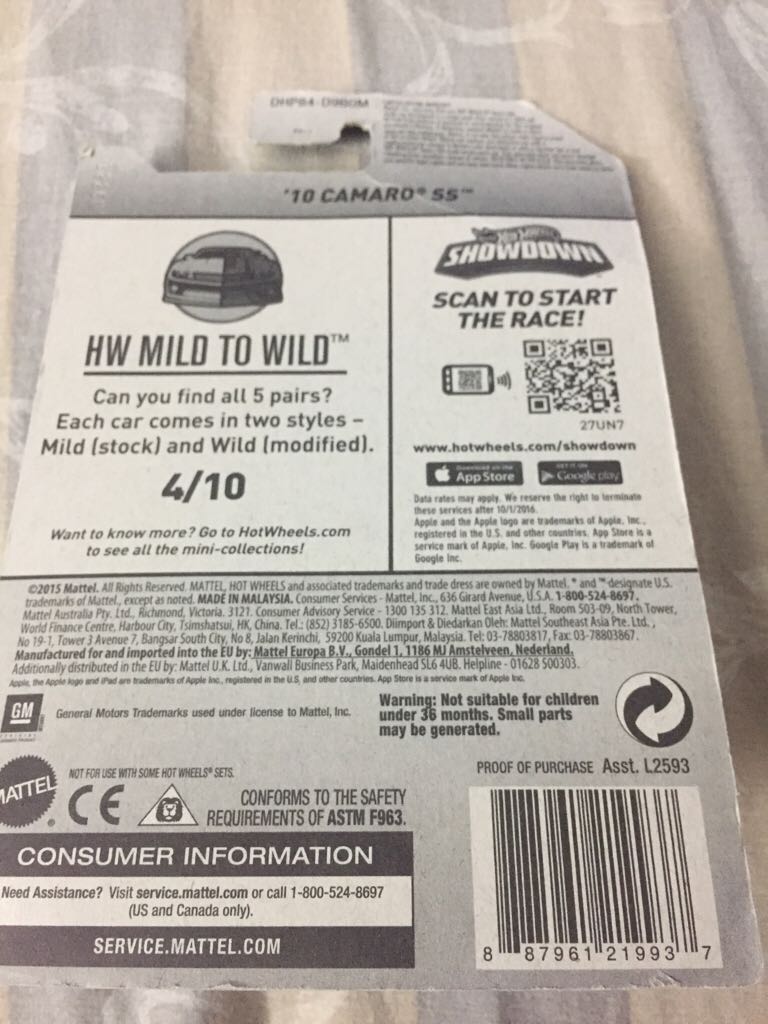 '10 CAMARO® SS™
HW MILD TO WILD™
Can you find all 5 pairs?
Each car comes in two styles –
Mild (stock) and Wild (modified).
4/10
Want to know more? Go to HotWheels.com
to see all the mini-collections!
HOT WHEELS
SHOWDOWN
SCAN TO START
THE RACE!
27UN7
www.hotwheels.com/showdown
Download on the
App Store
GET IT ON
Google play
Data rates may apply. We reserve the right to terminate
these services after 10/1/2016.
Apple and the Apple logo are trademarks of Apple, Inc.,
registered in the U.S. and other countries. App Store is a
service mark of Apple, Inc. Google Play is a trademark of
Google Inc.
©2015 Mattel. All Rights Reserved. MATTEL, HOT WHEELS and associated trademarks and trade dress are owned by Mattel. ® and ™ designate U.S.
trademarks of Mattel, except as noted. MADE IN MALAYSIA. Consumer Services - Mattel, Inc., 636 Girard Avenue, U.S.A. 1-800-524-8697.
Mattel Australia Pty. Ltd., Richmond, Victoria. 3121. Consumer Advisory Service - 1300 135 312. Mattel East Asia Ltd., Room 503-09, North Tower,
World Finance Centre, Harbour City, Tsimshatsui, HK, China. Tel.: (852) 3185-6500. Diimport & Diedarkan Oleh: Mattel Southeast Asia Pte. Ltd.,
No 19-1, Tower 3 Avenue 7, Bangsar South City, No 8, Jalan Kerinchi, 59200 Kuala Lumpur, Malaysia. Tel: 03-78803817, Fax: 03-78803867.
Manufactured for and imported into the EU by: Mattel Europa B.V., Gondel 1, 1186 MJ Amstelveen, Nederland.
Additionally distributed in the EU by: Mattel U.K. Ltd., Vanwall Business Park, Maidenhead SL6 4UB. Helpline - 01628 500303.
Apple, the Apple logo and iPad are trademarks of Apple Inc., registered in the U.S. and other countries. App Store is a service mark of Apple Inc.
GM
General Motors Trademarks used under license to Mattel, Inc.
Warning: Not suitable for children
under 36 months. Small parts
may be generated.
MATTEL
NOT FOR USE WITH SOME HOT WHEELS® SETS.
CE
CONFORMS TO THE SAFETY
REQUIREMENTS OF ASTM F963.
PROOF OF PURCHASE Asst. L2593
CONSUMER INFORMATION
Need Assistance? Visit service.mattel.com or call 1-800-524-8697
(US and Canada only).
SERVICE.MATTEL.COM
8 87961 21993 7